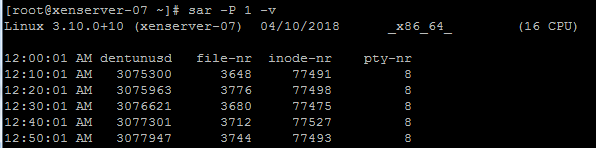 [root@xenserver-07 ~]# sar -P 1 -v
Linux 3.10.0+10 (xenserver-07) 04/10/2018 _x86_64_ (16 CPU)
12:00:01 AM dentunusd file-nr inode-nr pty-nr
12:10:01 AM 3075300 3648 77491 8
12:20:01 AM 3075963 3776 77498 8
12:30:01 AM 3076621 3680 77475 8
12:40:01 AM 3077301 3712 77527 8
12:50:01 AM 3077947 3744 77493 8